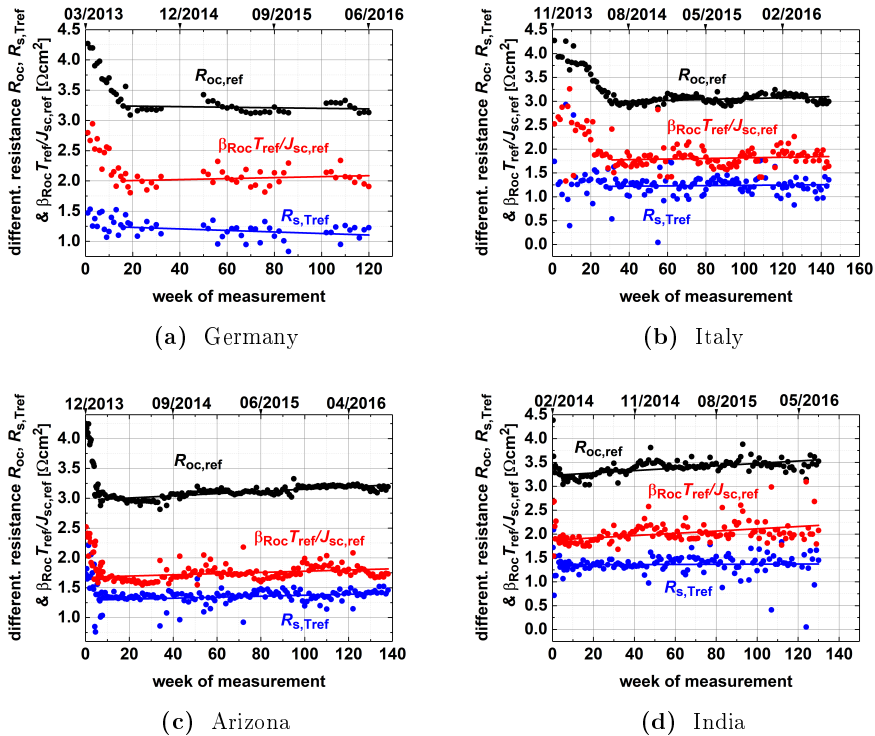 03/2013 12/2014 09/2015 06/2016
4.5
4.0
3.5
3.0
2.5
2.0
1.5
1.0
different. resistance Roc, Rs,Tref
& βRocTref/Jsc,ref [Ωcm2]
Roc,ref
βRocTref/Jsc,ref
Rs,Tref
0 20 40 60 80 100 120
week of measurement
(a) Germany
11/2013 08/2014 05/2015 02/2016
4.5
4.0
3.5
3.0
2.5
2.0
1.5
1.0
0.5
0.0
different. resistance Roc, Rs,Tref
& βRocTref/Jsc,ref [Ωcm2]
Roc,ref
βRocTref/Jsc,ref
Rs,Tref
0 20 40 60 80 100 120 140 160
week of measurement
(b) Italy
12/2013 09/2014 06/2015 04/2016
4.0
3.5
3.0
2.5
2.0
1.5
1.0
different. resistance Roc, Rs,Tref
& βRocTref/Jsc,ref [Ωcm2]
Roc,ref
βRocTref/Jsc,ref
Rs,Tref
0 20 40 60 80 100 120 140
week of measurement
(c) Arizona
02/2014 11/2014 08/2015 05/2016
4.5
4.0
3.5
3.0
2.5
2.0
1.5
1.0
0.5
0.0
different. resistance Roc, Rs,Tref
& βRocTref/Jsc,ref [Ωcm2]
Roc,ref
βRocTref/Jsc,ref
Rs,Tref
0 20 40 60 80 100 120 140
week of measurement
(d) India